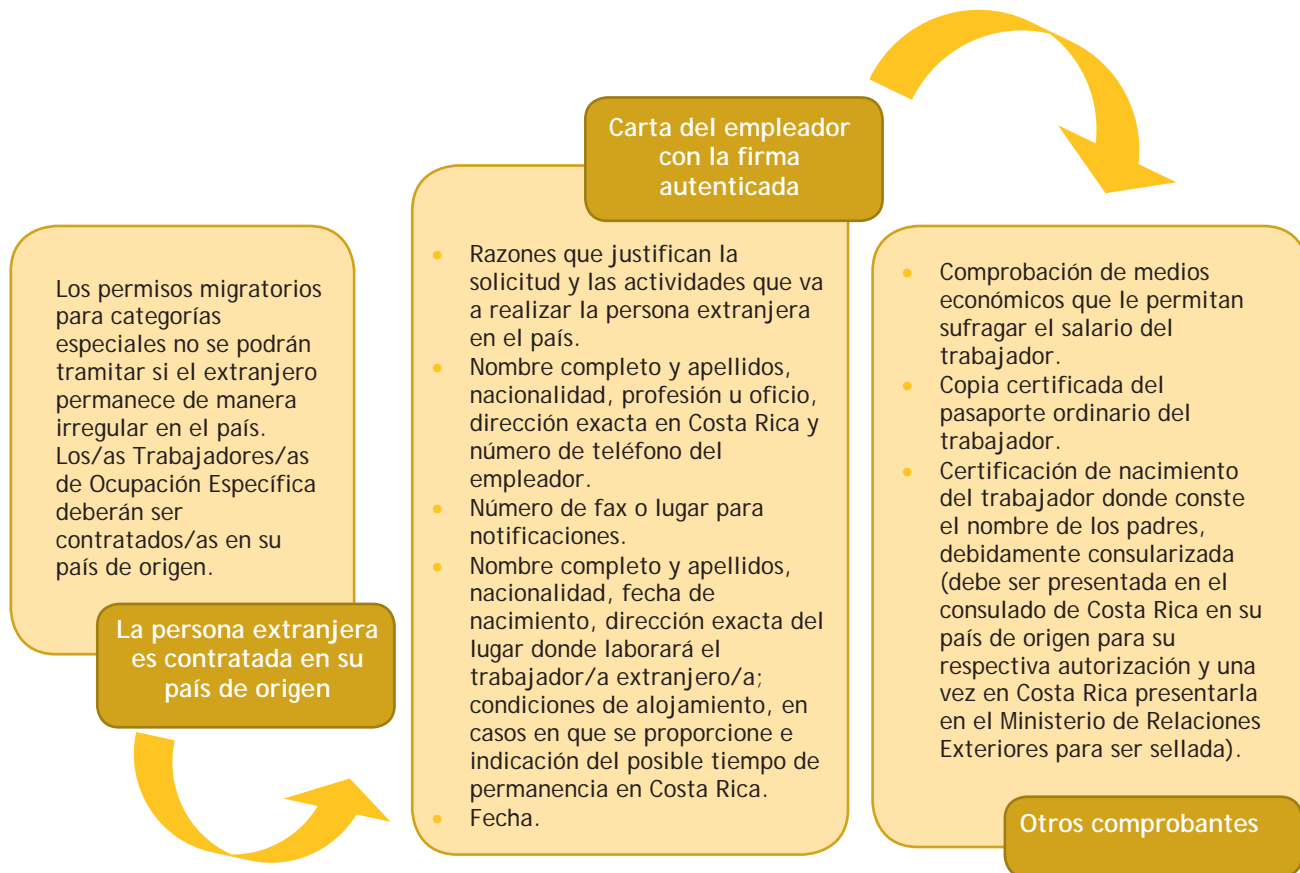 Los permisos migratorios
para categorías
especiales no se podrán
tramitar si el extranjero
permanece de manera
irregular en el país.
Los/as Trabajadores/as
de Ocupación Específica
deberán ser
contratados/as en su
país de origen.
La persona extranjera
es contratada en su
país de origen
Carta del empleador
con la firma
autenticada
• Razones que justifican la
solicitud y las actividades que va
a realizar la persona extranjera
en el país.
• Nombre completo y apellidos,
nacionalidad, profesión u oficio,
dirección exacta en Costa Rica y
número de teléfono del
empleador.
• Número de fax o lugar para
notificaciones.
• Nombre completo y apellidos,
nacionalidad, fecha de
nacimiento, dirección exacta del
lugar donde laborará el
trabajador/a extranjero/a;
condiciones de alojamiento, en
casos en que se proporcione e
indicación del posible tiempo de
permanencia en Costa Rica.
• Fecha.
• Comprobación de medios
económicos que le permitan
sufragar el salario del
trabajador.
• Copia certificada del
pasaporte ordinario del
trabajador.
• Certificación de nacimiento
del trabajador donde conste
el nombre de los padres,
debidamente consularizada
(debe ser presentada en el
consulado de Costa Rica en su
país de origen para su
respectiva autorización y una
vez en Costa Rica presentarla
en el Ministerio de Relaciones
Exteriores para ser sellada).
Otros comprobantes